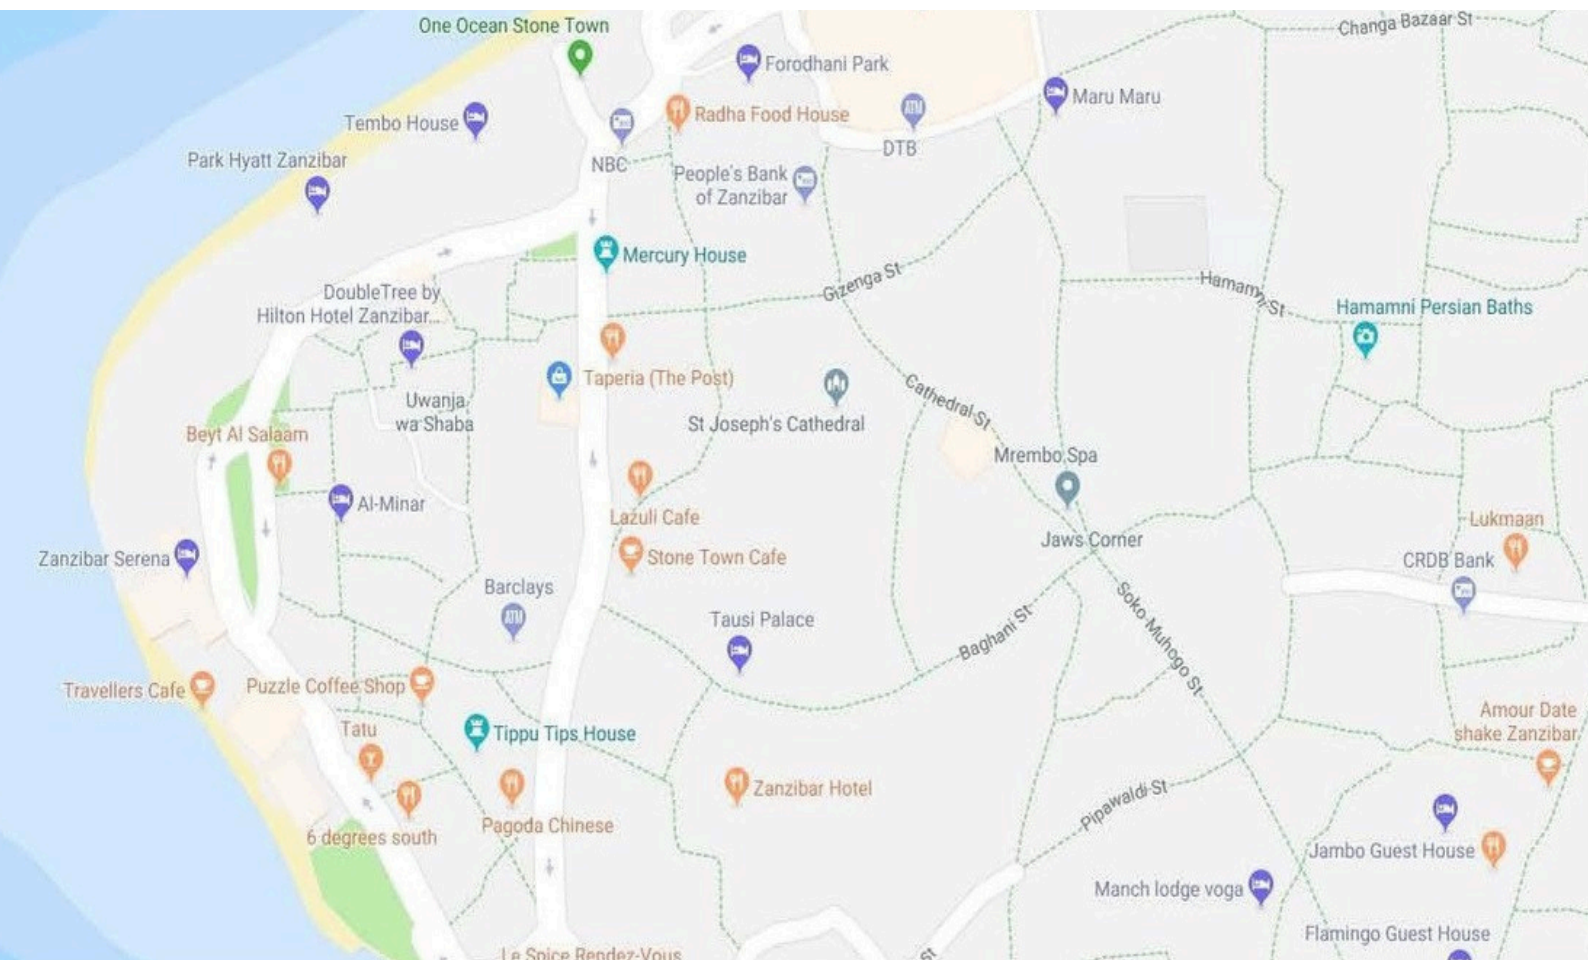 One Ocean Stone Town
Changa Bazaar St
Forodhani Park
Maru Maru
Radha Food House
Tembo House
ATM
DTB
NBC
Park Hyatt Zanzibar
People's Bank
of Zanzibar
Mercury House
Gizenga St
Hamamni St
DoubleTree by
Hilton Hotel Zanzibar...
Hamamni Persian Baths
Taperia (The Post)
Uwanja
wa Shaba
St Joseph's Cathedral
Cathedral St
Beyt Al Salaam
Mrembo Spa
Al-Minar
Lazuli Cafe
Lukmaan
Jaws Corner
Zanzibar Serena
Stone Town Cafe
CRDB Bank
Barclays
ATM
Tausi Palace
Baghani St
Soko Muhogo St
Travellers Cafe
Puzzle Coffee Shop
Amour Date
shake Zanzibar
Tatu
Tippu Tips House
Zanzibar Hotel
Pipawaldi St
Pagoda Chinese
6 degrees south
Jambo Guest House
Manch lodge voga
Flamingo Guest House
Le Spice Rendez-Vous
St